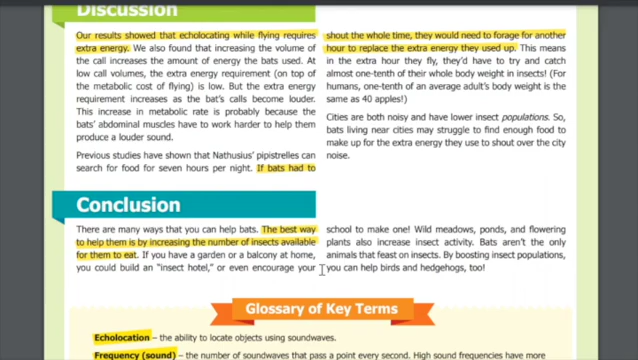 Discussion
Our results showed that echolocating while flying requires
extra energy. We also found that increasing the volume of
the call increases the amount of energy the bats used. At
low call volumes, the extra energy requirement (on top of
the metabolic cost of flying) is low. But the extra energy
requirement increases as the bat's calls become louder.
This increase in metabolic rate is probably because the
bats' abdominal muscles have to work harder to help them
produce a louder sound.
Previous studies have shown that Nathusius' pipistrelles can
search for food for seven hours per night. If bats had to
shout the whole time, they would need to forage for another
hour to replace the extra energy they used up. This means
in the extra hour they fly, they'd have to try and catch
almost one-tenth of their whole body weight in insects! (For
humans, one-tenth of an average adult's body weight is the
same as 40 apples!)
Cities are both noisy and have lower insect populations. So,
bats living near cities may struggle to find enough food to
make up for the extra energy they use to shout over the city
noise.
Conclusion
There are many ways that you can help bats. The best way
to help them is by increasing the number of insects available
for them to eat. If you have a garden or a balcony at home,
you could build an "insect hotel," or even encourage your
school to make one! Wild meadows, ponds, and flowering
plants also increase insect activity. Bats aren't the only
animals that feast on insects. By boosting insect populations,
you can help birds and hedgehogs, too!
Glossary of Key Terms
Echolocation – the ability to locate objects using soundwaves.
Frequency (sound) – the number of soundwaves that pass a point every second. High sound frequencies have more